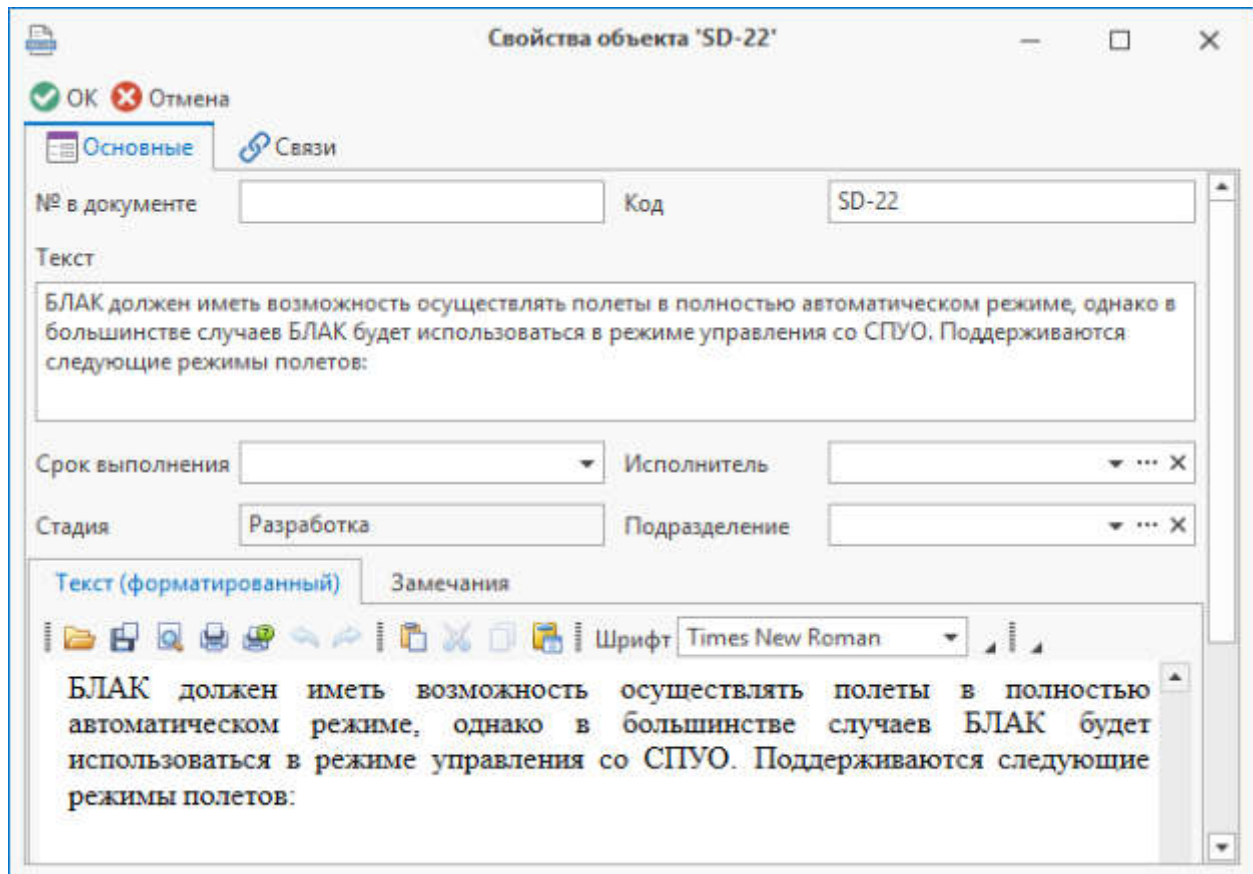 Свойства объекта 'SD-22'
ОК Отмена
Основные Связи
№ в документе Код SD-22
Текст
БЛАК должен иметь возможность осуществлять полеты в полностью автоматическом режиме, однако в
большинстве случаев БЛАК будет использоваться в режиме управления со СПУО. Поддерживаются
следующие режимы полетов:
Срок выполнения Исполнитель
Стадия Разработка Подразделение
Текст (форматированный) Замечания
Шрифт Times New Roman
БЛАК должен иметь возможность осуществлять полеты в полностью
автоматическом режиме, однако в большинстве случаев БЛАК будет
использоваться в режиме управления со СПУО. Поддерживаются следующие
режимы полетов: